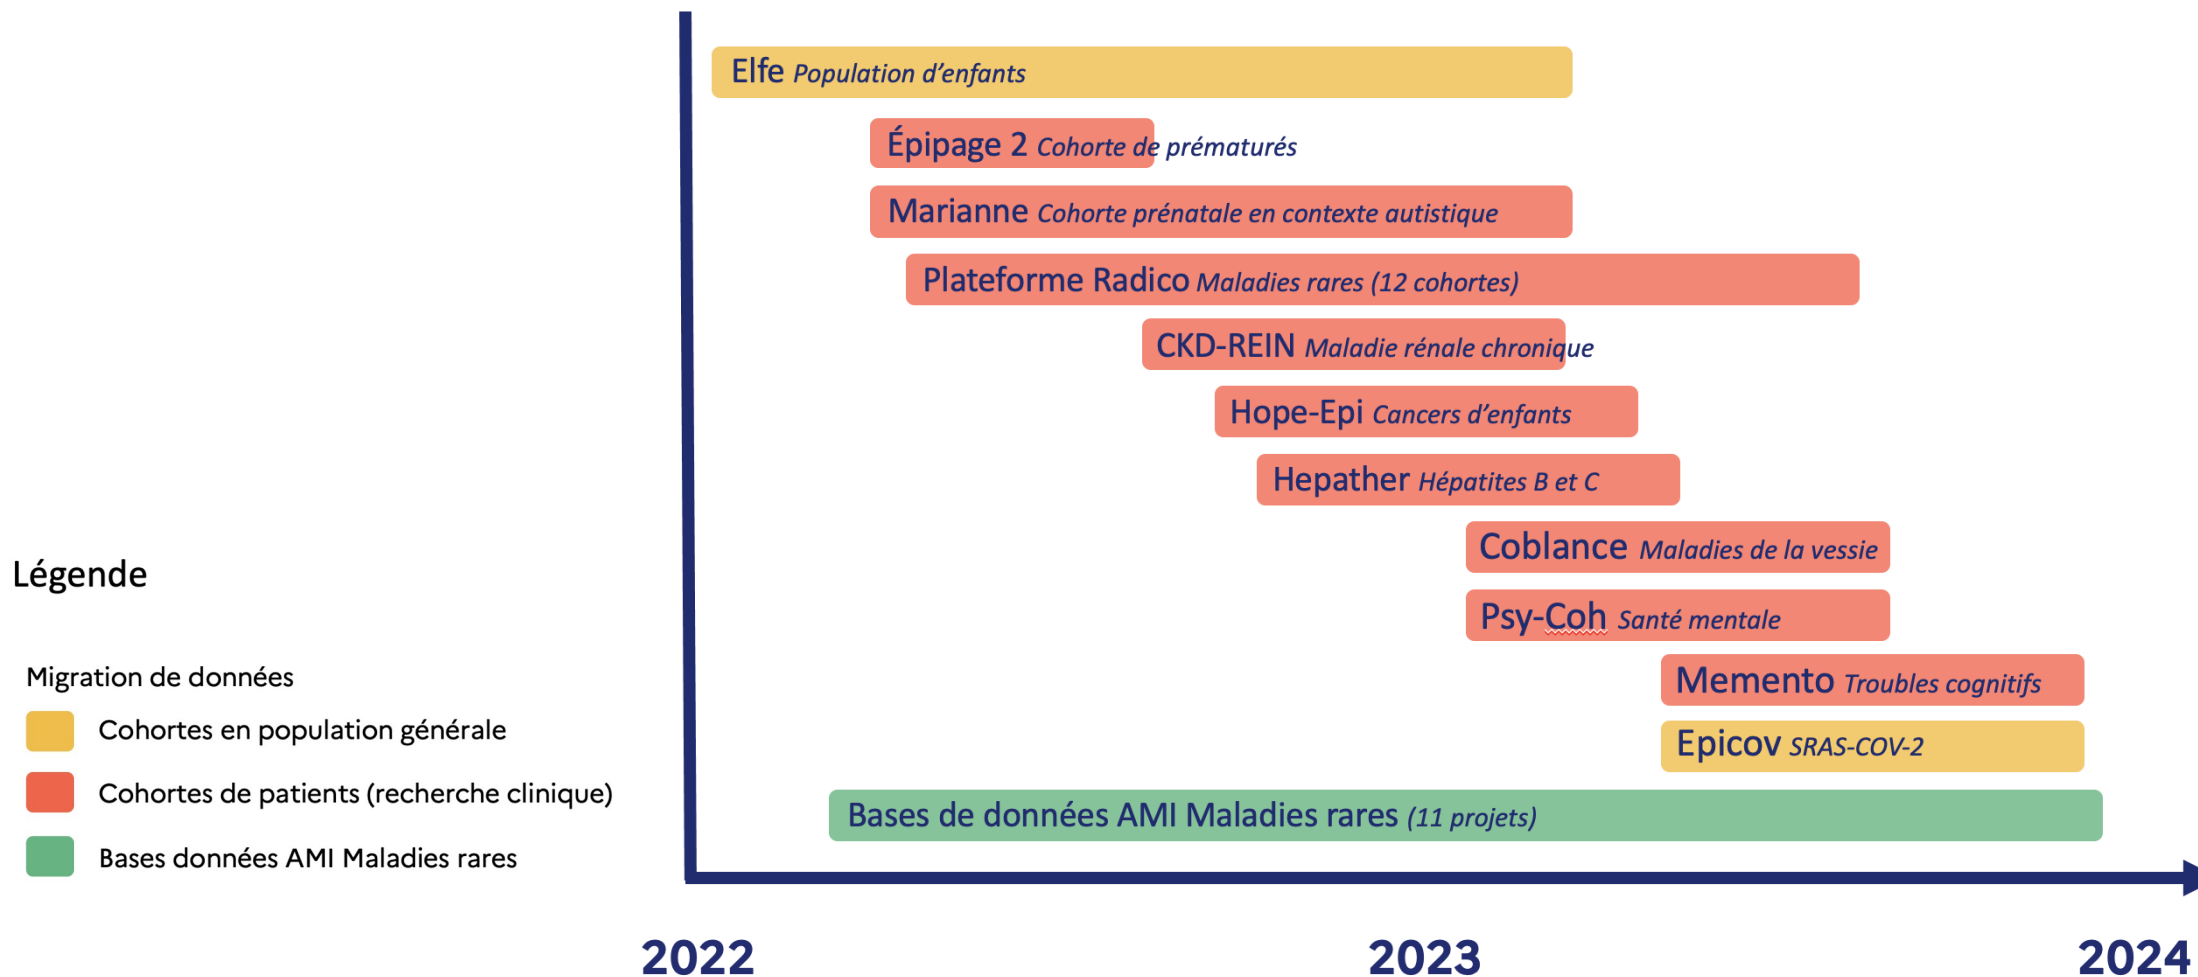 Elfe Population d’enfants
Épipage 2 Cohorte de prématurés
Marianne Cohorte prénatale en contexte autistique
Plateforme Radico Maladies rares (12 cohortes)
CKD-REIN Maladie rénale chronique
Hope-Epi Cancers d’enfants
Hepather Hépatites B et C
Coblance Maladies de la vessie
Psy-Coh Santé mentale
Memento Troubles cognitifs
Epicov SRAS-COV-2
Bases de données AMI Maladies rares (11 projets)
Légende
Migration de données
Cohortes en population générale
Cohortes de patients (recherche clinique)
Bases données AMI Maladies rares
2022 2023 2024